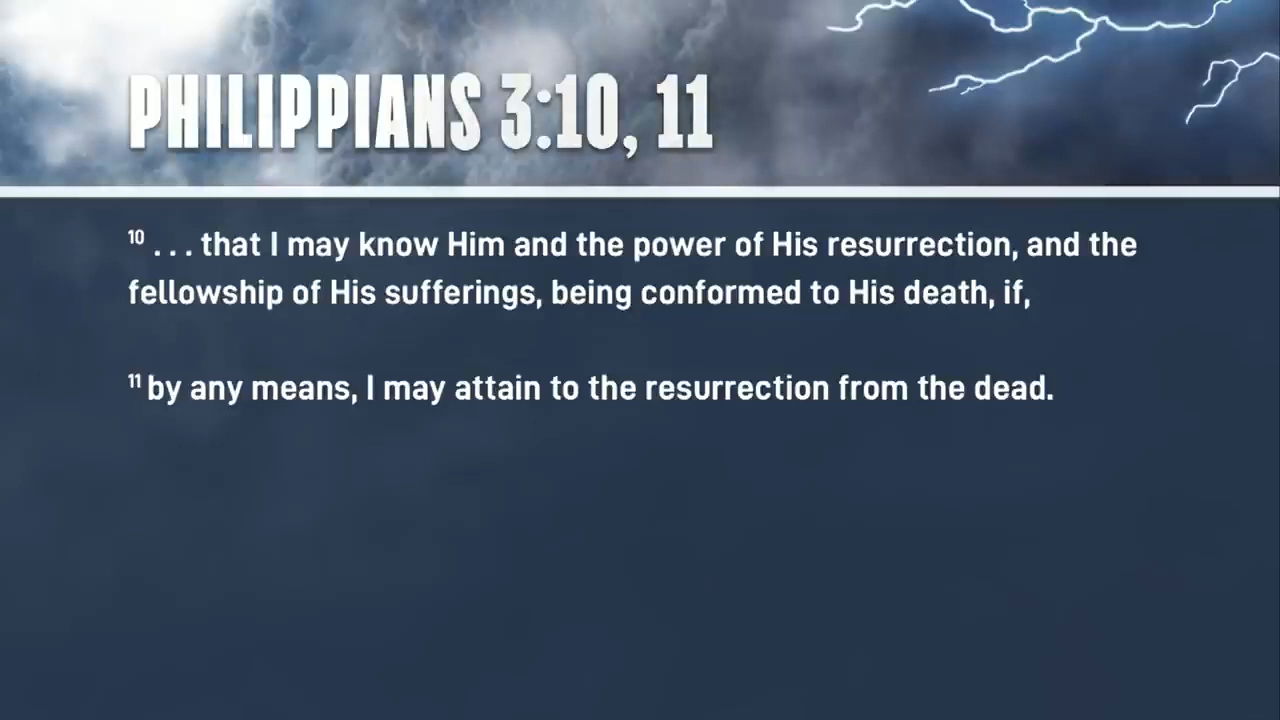 PHILIPPIANS 3:10, 11
10 . . . that I may know Him and the power of His resurrection, and the
fellowship of His sufferings, being conformed to His death, if,
11 by any means, I may attain to the resurrection from the dead.